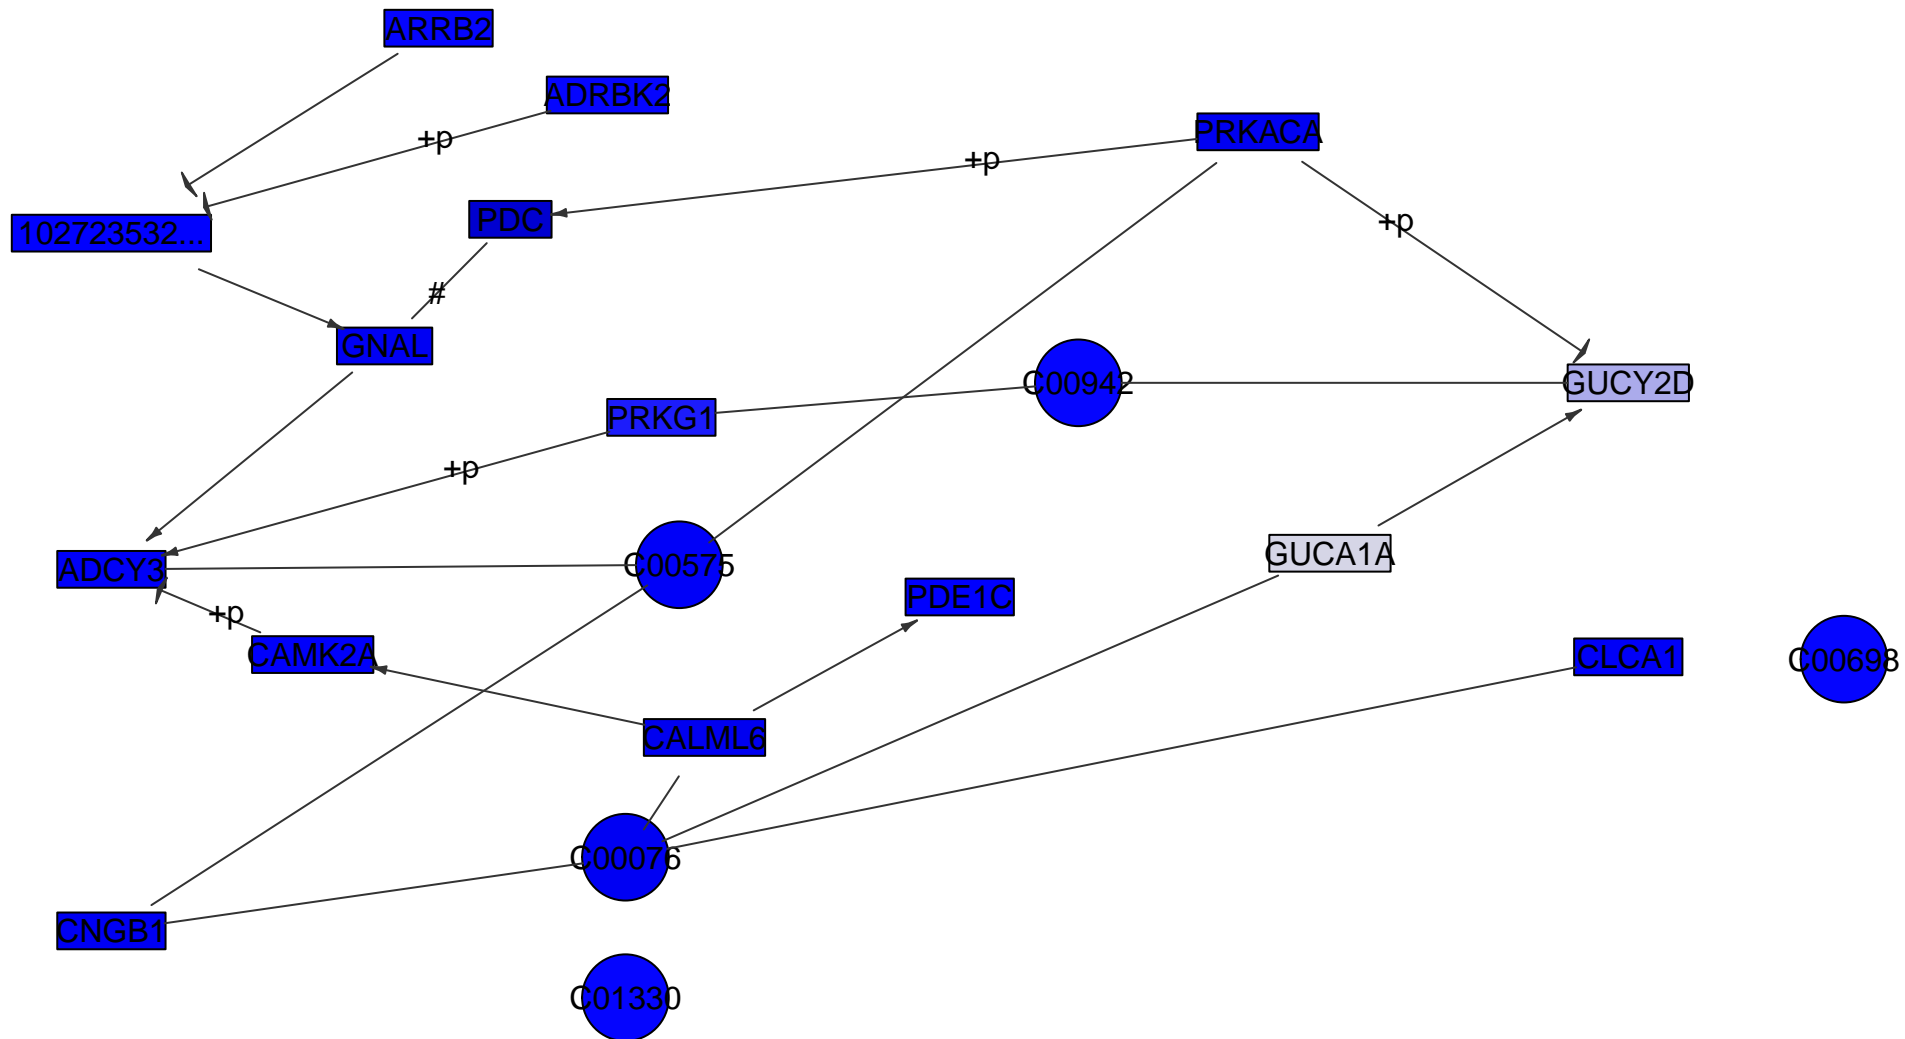 ARRB2
ADRBK2
+p
PRKACA
+p
102723532...
PDC
+p
#
GNAL
C00942
GUCY2D
PRKG1
+p
ADCY3
C00575
GUCA1A
PDE1C
+p
CAMK2A
CLCA1
C00698
CALML6
C00076
CNGB1
C01330